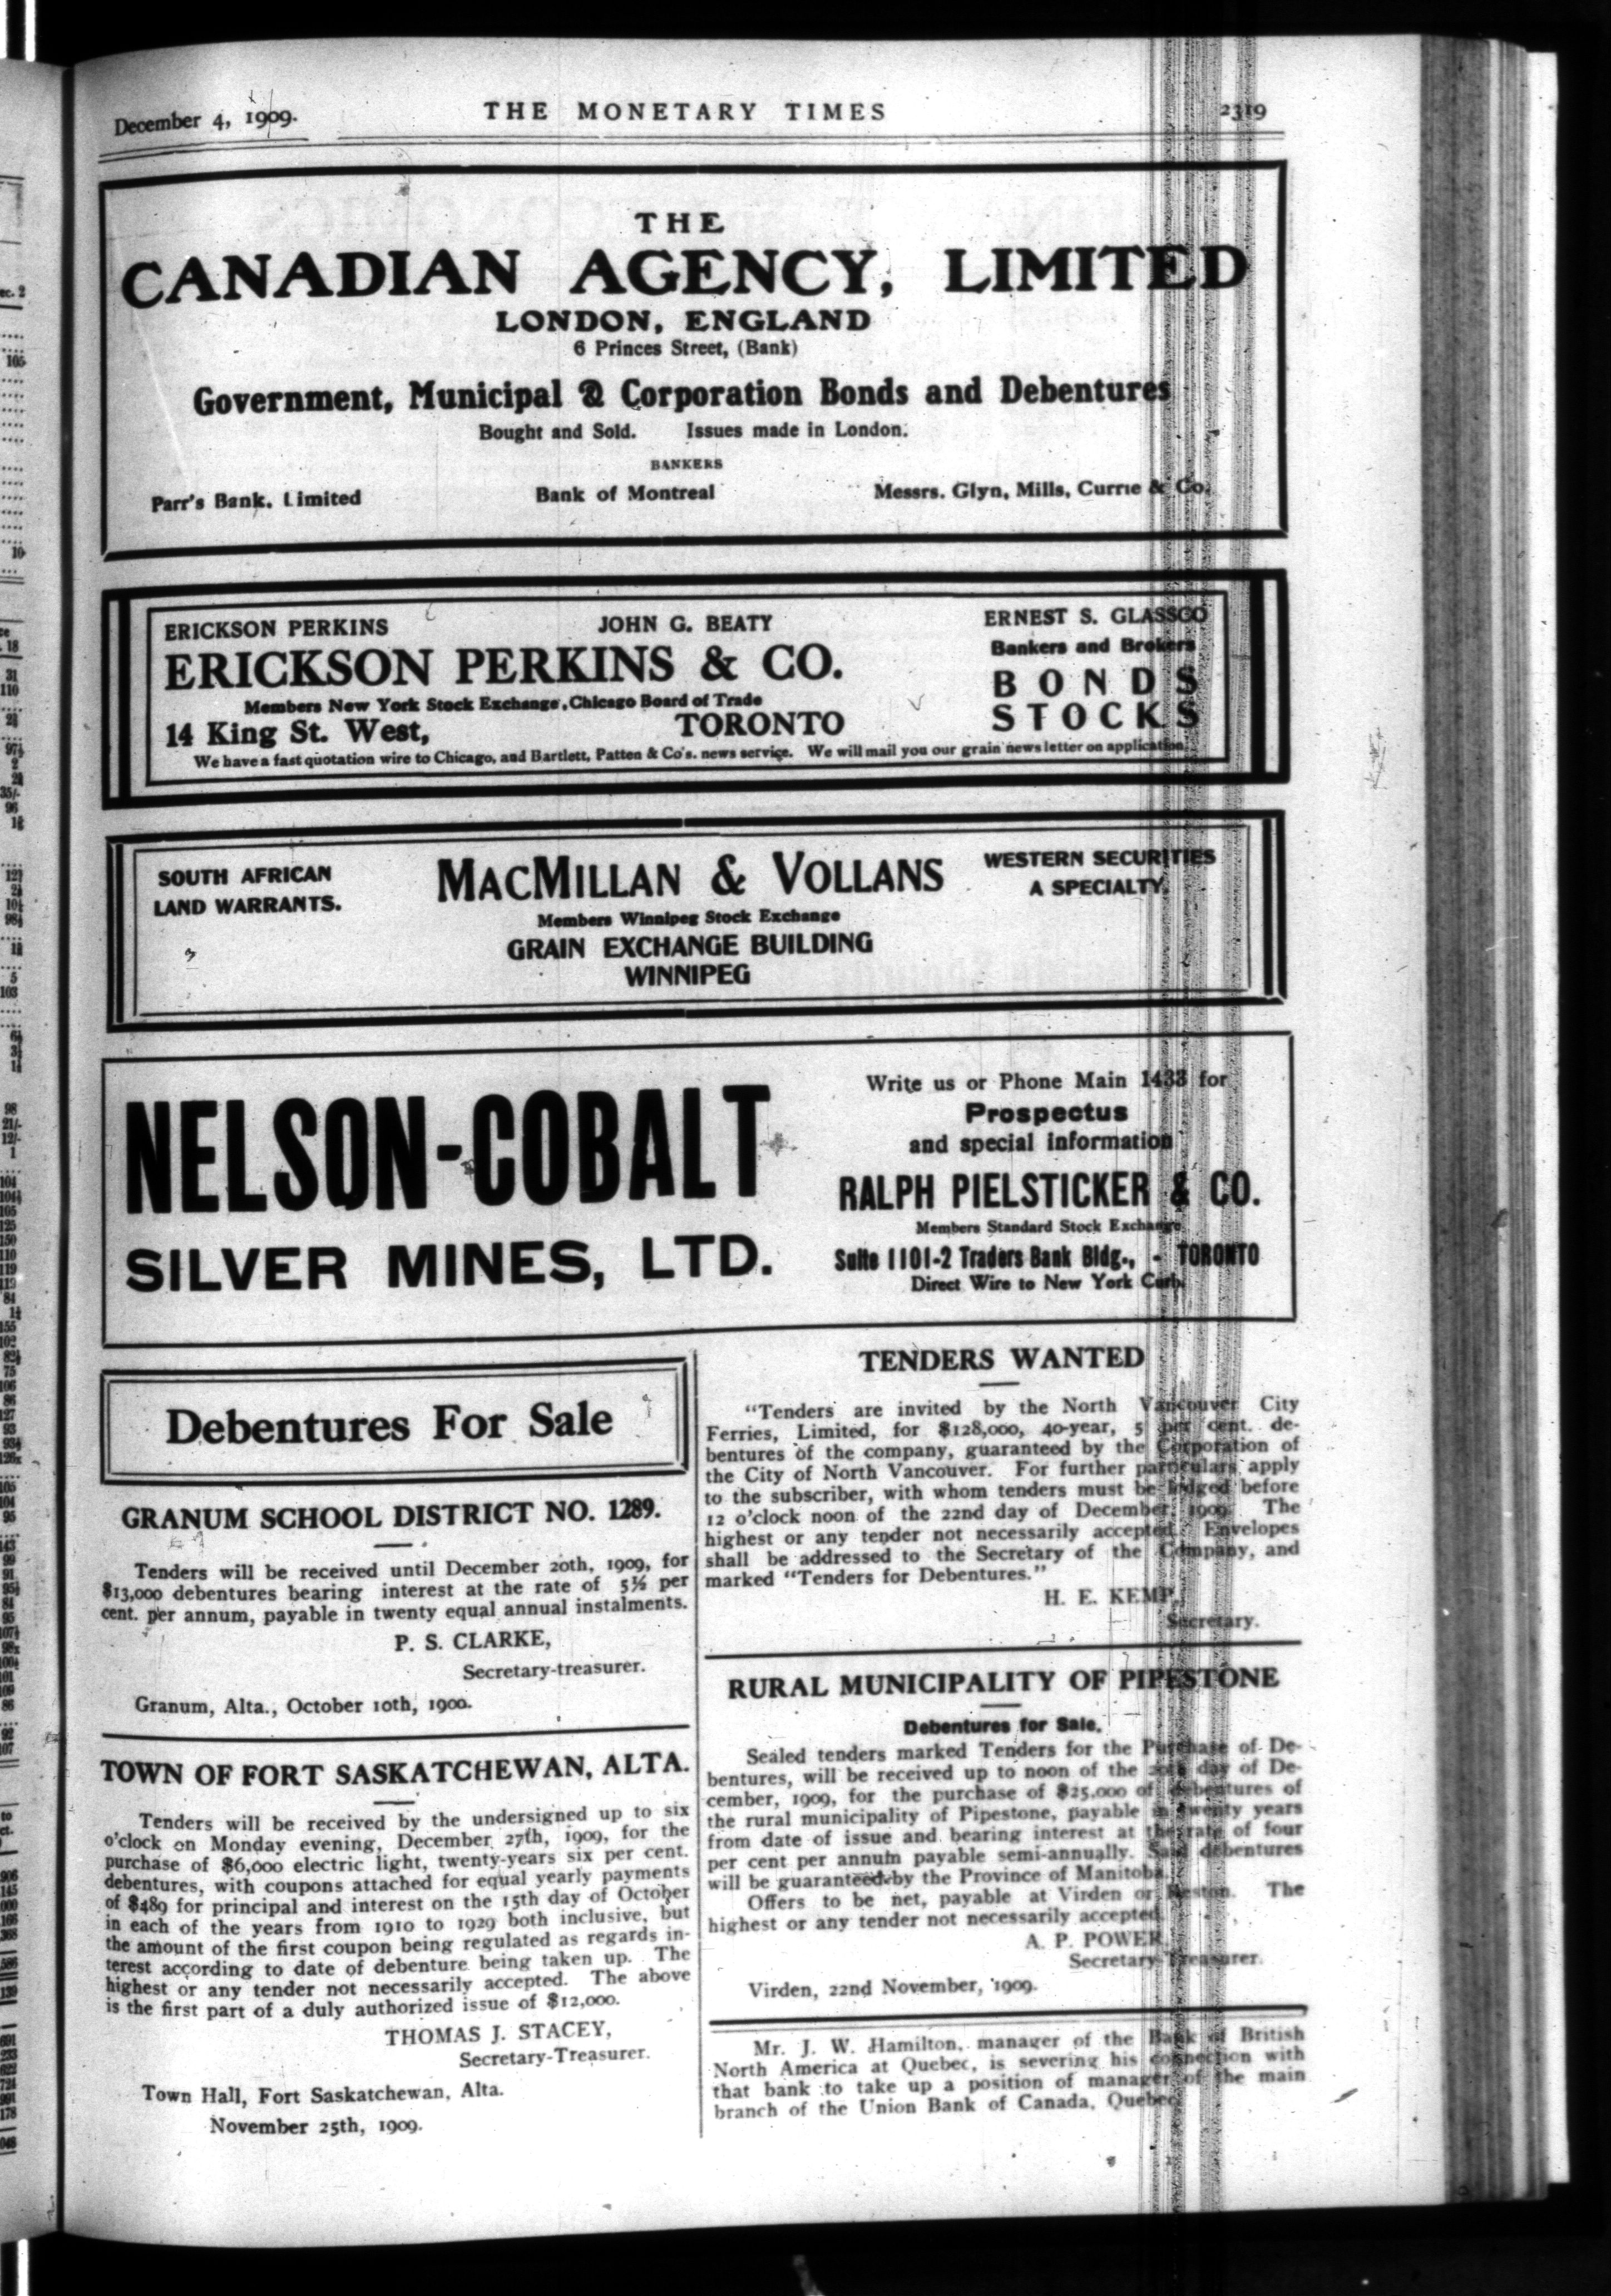 December 4, 1909.
THE MONETARY TIMES
2319
THE
CANADIAN AGENCY, LIMITED
LONDON, ENGLAND
6 Princes Street, (Bank)
Government, Municipal & Corporation Bonds and Debentures
Bought and Sold. Issues made in London.
BANKERS
Parr's Bank, Limited Bank of Montreal Messrs. Glyn, Mills, Currie & Co.
ERICKSON PERKINS JOHN G. BEATY ERNEST S. GLASSCO
ERICKSON PERKINS & CO.
Bankers and Brokers
BONDS
STOCKS
Members New York Stock Exchange, Chicago Board of Trade
14 King St. West, TORONTO
We have a fast quotation wire to Chicago, and Bartlett, Patten & Co's. news service. We will mail you our grain news letter on application.
SOUTH AFRICAN
LAND WARRANTS.
MACMILLAN & VOLLANS
Members Winnipeg Stock Exchange
GRAIN EXCHANGE BUILDING
WINNIPEG
WESTERN SECURITIES
A SPECIALTY.
NELSON-COBALT
SILVER MINES, LTD.
Write us or Phone Main 1433 for
Prospectus
and special information
RALPH PIELSTICKER & CO.
Members Standard Stock Exchange
Suite 1101-2 Traders Bank Bldg., - TORONTO
Direct Wire to New York Curb.
Debentures For Sale
GRANUM SCHOOL DISTRICT NO. 1289.
Tenders will be received until December 20th, 1909, for
$13,000 debentures bearing interest at the rate of 5½ per
cent. per annum, payable in twenty equal annual instalments.
P. S. CLARKE,
Secretary-treasurer.
Granum, Alta., October 10th, 1900.
TOWN OF FORT SASKATCHEWAN, ALTA.
Tenders will be received by the undersigned up to six
o'clock on Monday evening, December 27th, 1909, for the
purchase of $6,000 electric light, twenty-years six per cent.
debentures, with coupons attached for equal yearly payments
of $489 for principal and interest on the 15th day of October
in each of the years from 1910 to 1929 both inclusive, but
the amount of the first coupon being regulated as regards in-
terest according to date of debenture being taken up. The
highest or any tender not necessarily accepted. The above
is the first part of a duly authorized issue of $12,000.
THOMAS J. STACEY,
Secretary-Treasurer.
Town Hall, Fort Saskatchewan, Alta.
November 25th, 1909.
TENDERS WANTED
"Tenders are invited by the North Vancouver City
Ferries, Limited, for $128,000, 40-year, 5 per cent. de-
bentures of the company, guaranteed by the Corporation of
the City of North Vancouver. For further particulars apply
to the subscriber, with whom tenders must be lodged before
12 o'clock noon of the 22nd day of December, 1909. The
highest or any tender not necessarily accepted. Envelopes
shall be addressed to the Secretary of the Company, and
marked "Tenders for Debentures."
H. E. KEMP,
Secretary.
RURAL MUNICIPALITY OF PIPESTONE
Debentures for Sale.
Sealed tenders marked Tenders for the Purchase of De-
bentures, will be received up to noon of the 20th day of De-
cember, 1909, for the purchase of $25,000 of debentures of
the rural municipality of Pipestone, payable in twenty years
from date of issue and bearing interest at the rate of four
per cent per annum payable semi-annually. Said debentures
will be guaranteed by the Province of Manitoba.
Offers to be net, payable at Virden or Reston. The
highest or any tender not necessarily accepted.
A. P. POWER,
Secretary-Treasurer.
Virden, 22nd November, 1909.
Mr. J. W. Hamilton, manager of the Bank of British
North America at Quebec, is severing his connection with
that bank to take up a position of manager of the main
branch of the Union Bank of Canada, Quebec.